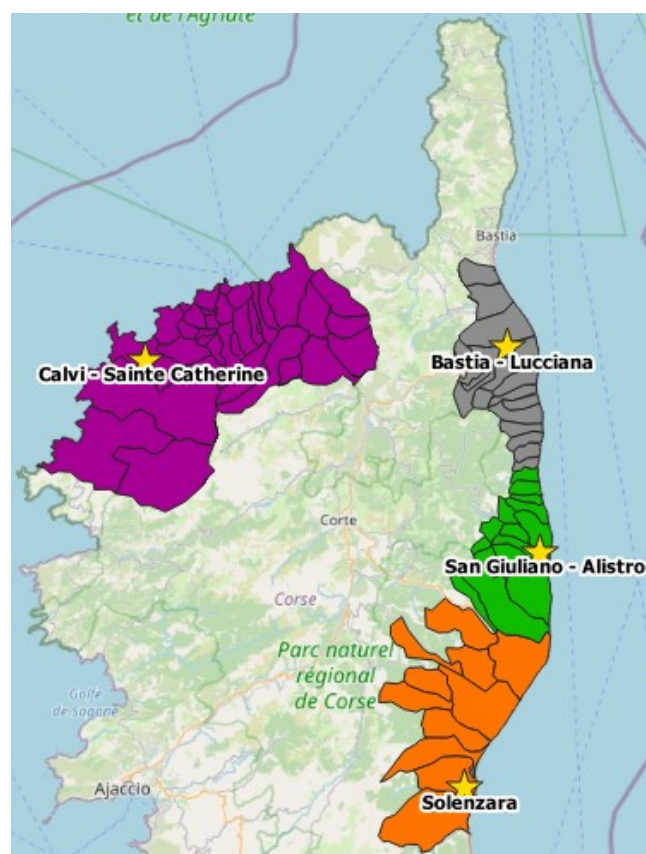 et de l'Agriate
Bastia
Bastia - Lucciana
Calvi - Sainte Catherine
Corte
San Giuliano - Alistro
Corse
Parc naturel
régional
de Corse
Golfe
de Sagone
Ajaccio
Solenzara